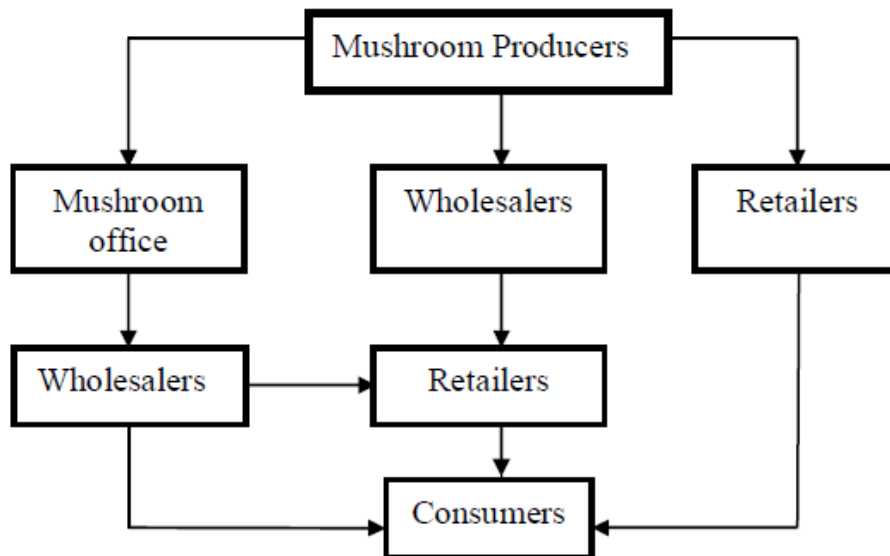 Mushroom Producers
Mushroom
office
Wholesalers
Retailers
Wholesalers
Retailers
Consumers